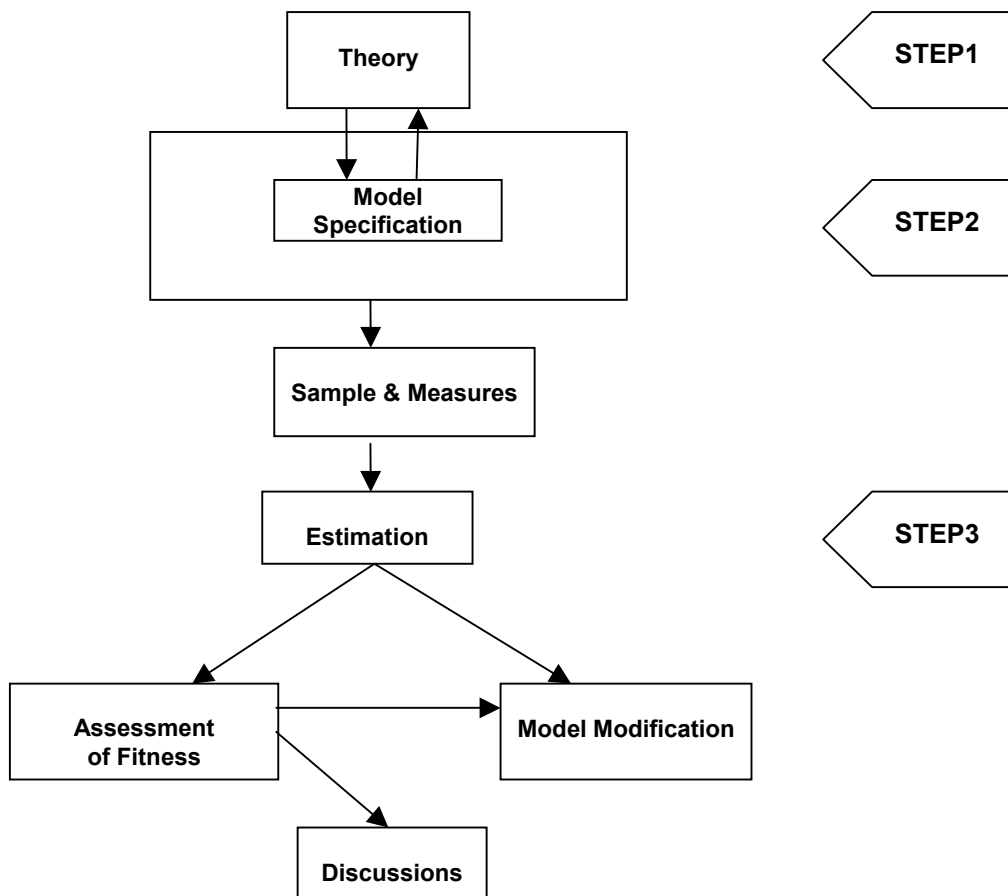 Theory
STEP1
Model
Specification
STEP2
Sample & Measures
Estimation
STEP3
Assessment
of Fitness
Model Modification
Discussions